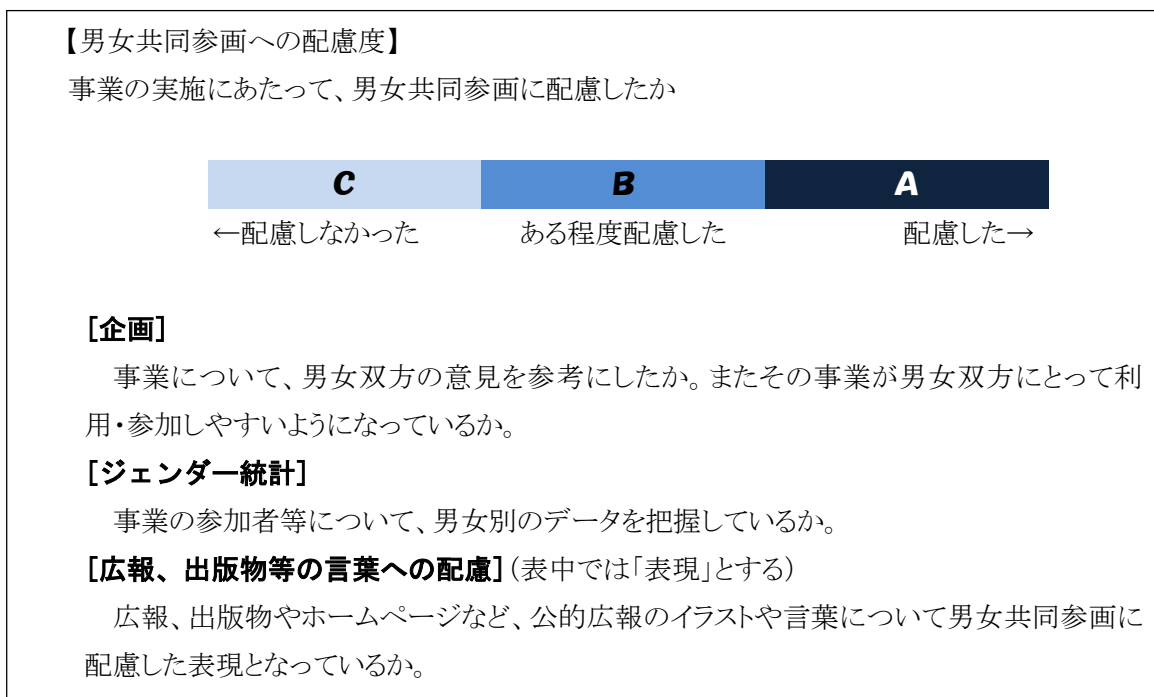 【男女共同参画への配慮度】
事業の実施にあたって、男女共同参画に配慮したか
C B A
←配慮しなかった ある程度配慮した 配慮した→
[企画]
事業について、男女双方の意見を参考にしたか。またその事業が男女双方にとって利
用・参加しやすいようになっているか。
[ジェンダー統計]
事業の参加者等について、男女別のデータを把握しているか。
[広報、出版物等の言葉への配慮](表中では「表現」とする)
広報、出版物やホームページなど、公的広報のイラストや言葉について男女共同参画に
配慮した表現となっているか。